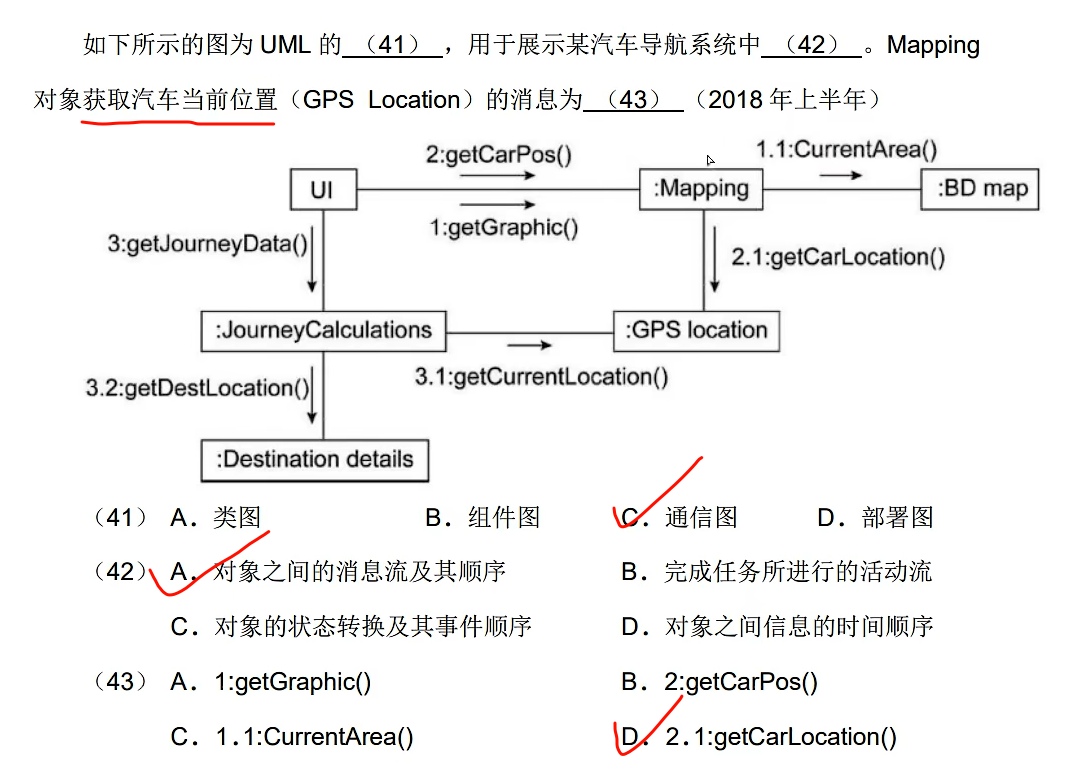 如下所示的图为 UML 的 （41） ，用于展示某汽车导航系统中 （42） 。Mapping
对象获取汽车当前位置（GPS Location）的消息为 （43） （2018 年上半年）
2:getCarPos()
1.1:CurrentArea()
UI
:Mapping
:BD map
1:getGraphic()
3:getJourneyData()
2.1:getCarLocation()
:JourneyCalculations
:GPS location
3.2:getDestLocation()
3.1:getCurrentLocation()
:Destination details
（41） A．类图 B．组件图 C．通信图 D．部署图
（42） A．对象之间的消息流及其顺序 B．完成任务所进行的活动流
C．对象的状态转换及其事件顺序 D．对象之间信息的时间顺序
（43） A．1:getGraphic() B．2:getCarPos()
C．1.1:CurrentArea() D．2.1:getCarLocation()